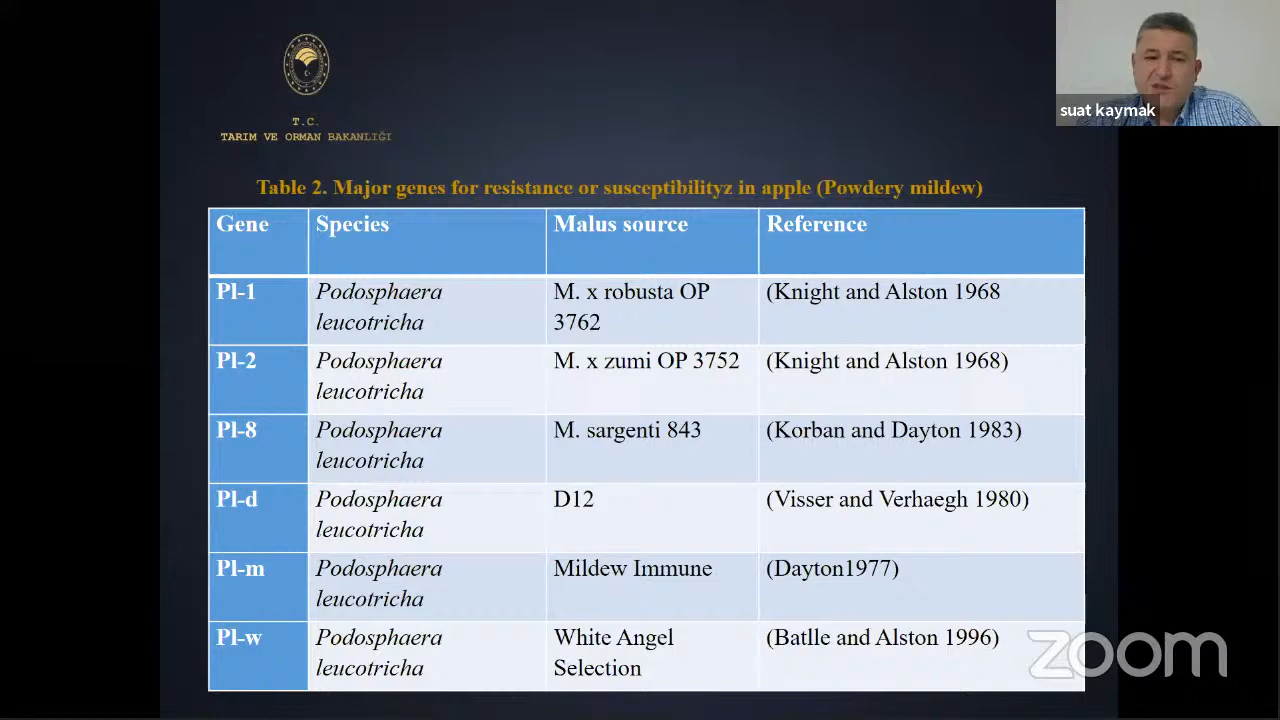 suat kaymak
T.C.
TARIM VE ORMAN BAKANLIĞI
Table 2. Major genes for resistance or susceptibilityz in apple (Powdery mildew)
Gene Species Malus source Reference
Pl-1 Podosphaera M. x robusta OP (Knight and Alston 1968
leucotricha 3762
Pl-2 Podosphaera M. x zumi OP 3752 (Knight and Alston 1968)
leucotricha
Pl-8 Podosphaera M. sargenti 843 (Korban and Dayton 1983)
leucotricha
Pl-d Podosphaera D12 (Visser and Verhaegh 1980)
leucotricha
Pl-m Podosphaera Mildew Immune (Dayton1977)
leucotricha
Pl-w Podosphaera White Angel (Batlle and Alston 1996)
leucotricha Selection
zoom